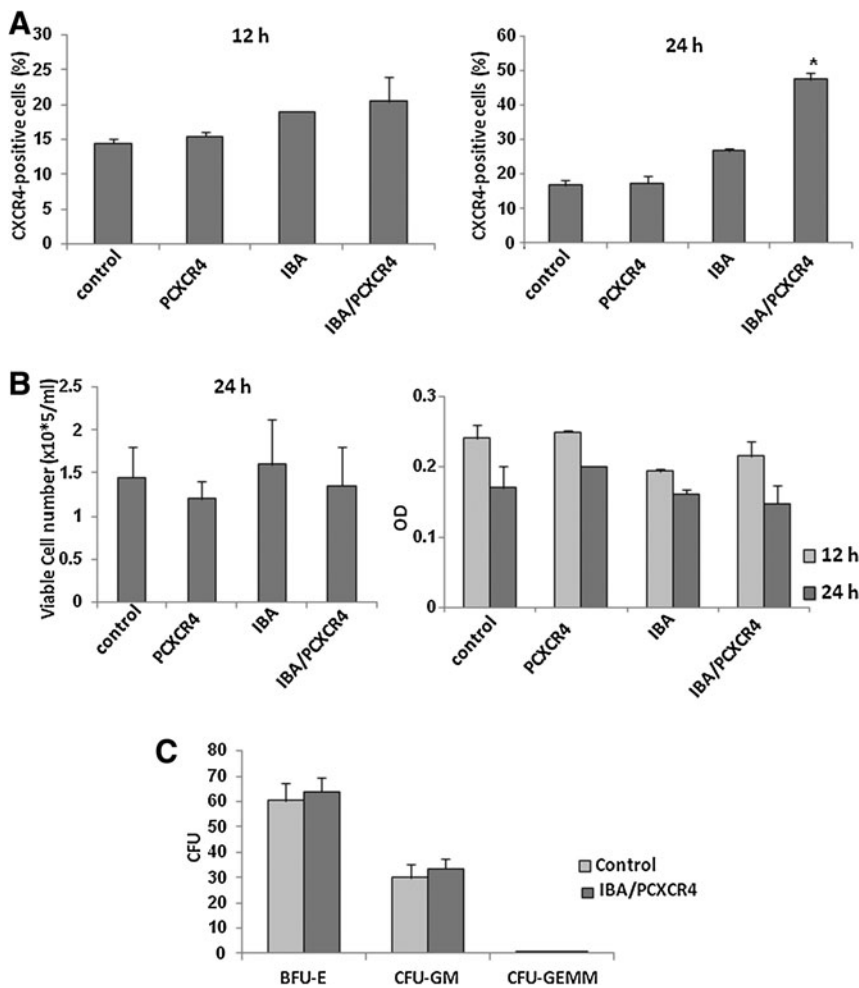 A
12 h
CXCR4-positive cells (%)
30
25
20
15
10
5
0
control
PCXCR4
IBA
IBA/PCXCR4
24 h
CXCR4-positive cells (%)
60
50
40
30
20
10
0
*
control
PCXCR4
IBA
IBA/PCXCR4
B
24 h
Viable Cell number (x10*5/ml)
2.5
2
1.5
1
0.5
0
control
PCXCR4
IBA
IBA/PCXCR4
OD
0.3
0.2
0.1
0
control
PCXCR4
IBA
IBA/PCXCR4
12 h
24 h
C
CFU
80
70
60
50
40
30
20
10
0
BFU-E
CFU-GM
CFU-GEMM
Control
IBA/PCXCR4